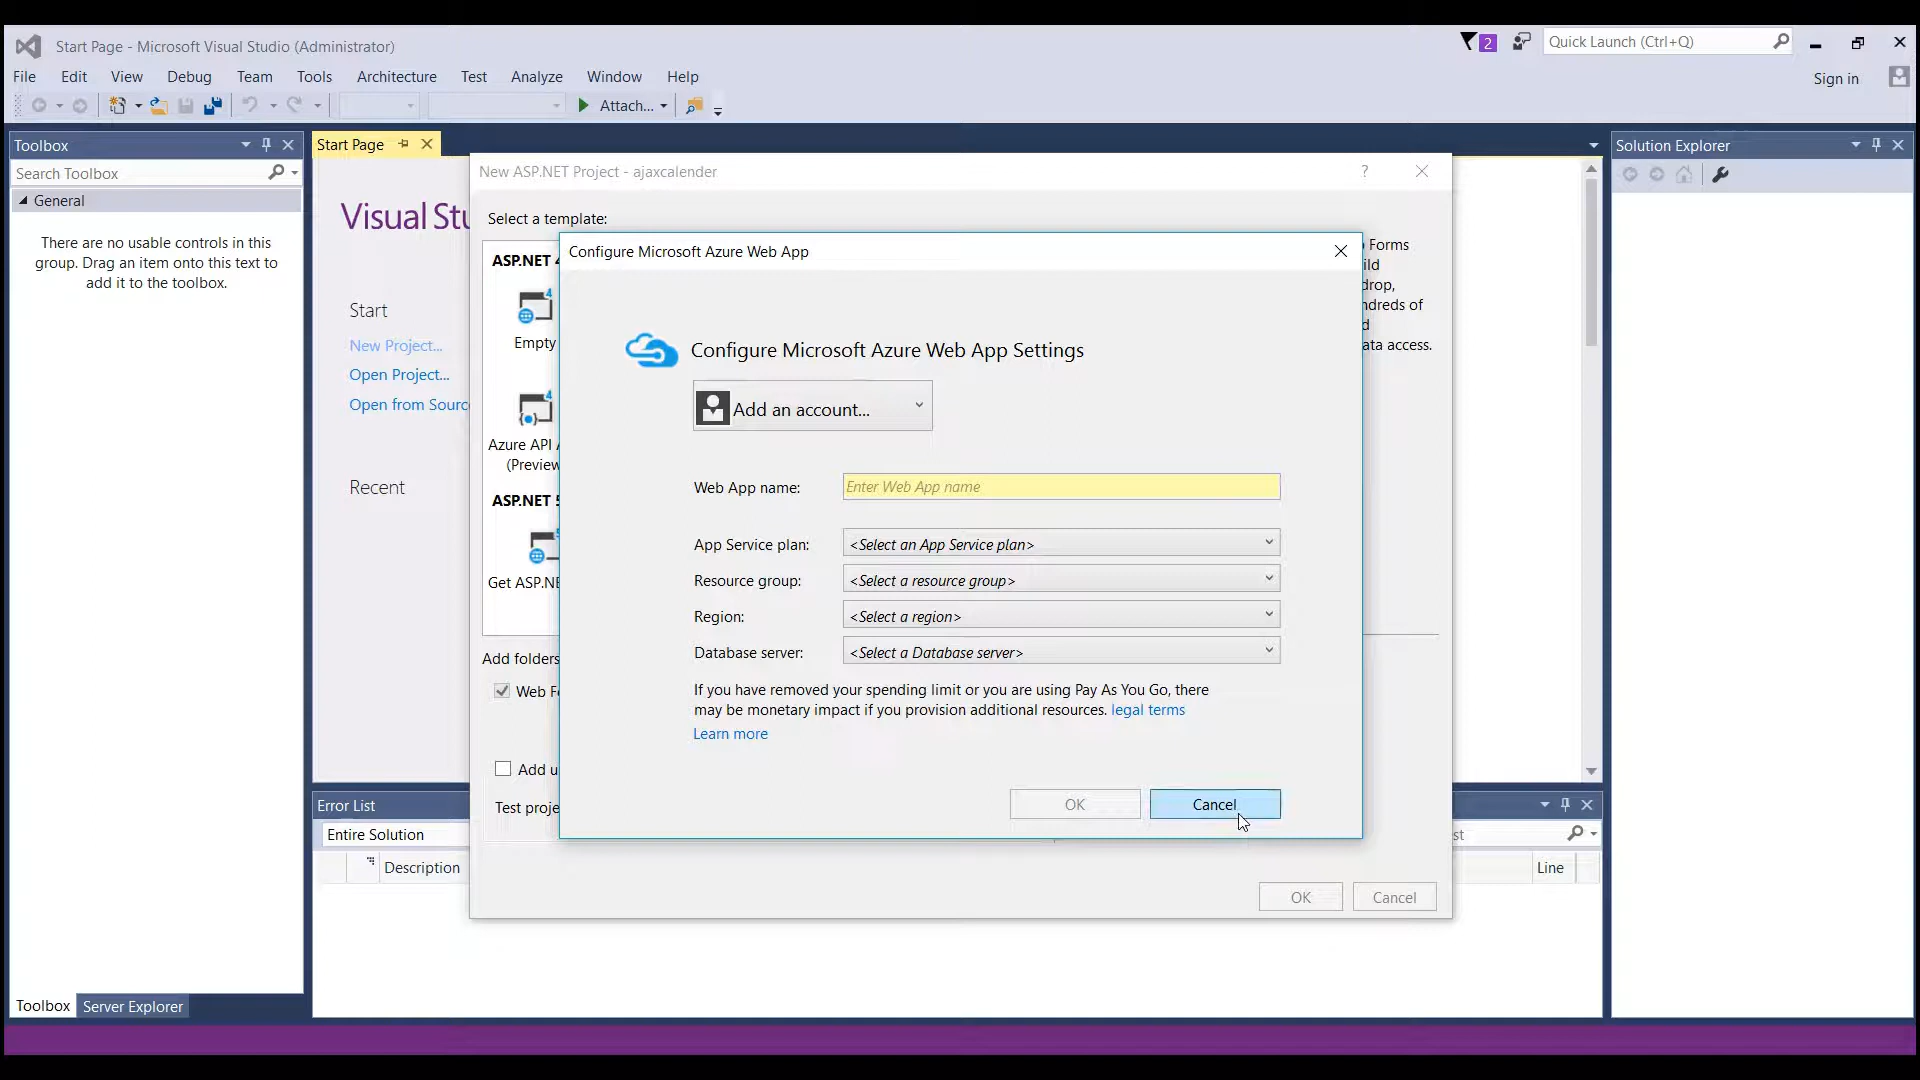 Start Page - Microsoft Visual Studio (Administrator)
2
Quick Launch (Ctrl+Q)
File Edit View Debug Team Tools Architecture Test Analyze Window Help
Sign in
Attach...
Toolbox
Search Toolbox
General
There are no usable controls in this
group. Drag an item onto this text to
add it to the toolbox.
Start Page
Visual Stu
Start
New Project...
Open Project...
Open from Sourc
Recent
New ASP.NET Project - ajaxcalender
?
Select a template:
ASP.NET 4
Empty
Azure API A
(Preview
ASP.NET 5
Get ASP.NE
Add folders
Web Fo
Add u
Test proje
Forms
ild
drop,
ndreds of
d
ata access.
OK
Cancel
Configure Microsoft Azure Web App
Configure Microsoft Azure Web App Settings
Add an account...
Web App name: Enter Web App name
App Service plan: <Select an App Service plan>
Resource group: <Select a resource group>
Region: <Select a region>
Database server: <Select a Database server>
If you have removed your spending limit or you are using Pay As You Go, there
may be monetary impact if you provision additional resources. legal terms
Learn more
OK
Cancel
Error List
Entire Solution
st
Description
Line
Solution Explorer
Toolbox
Server Explorer